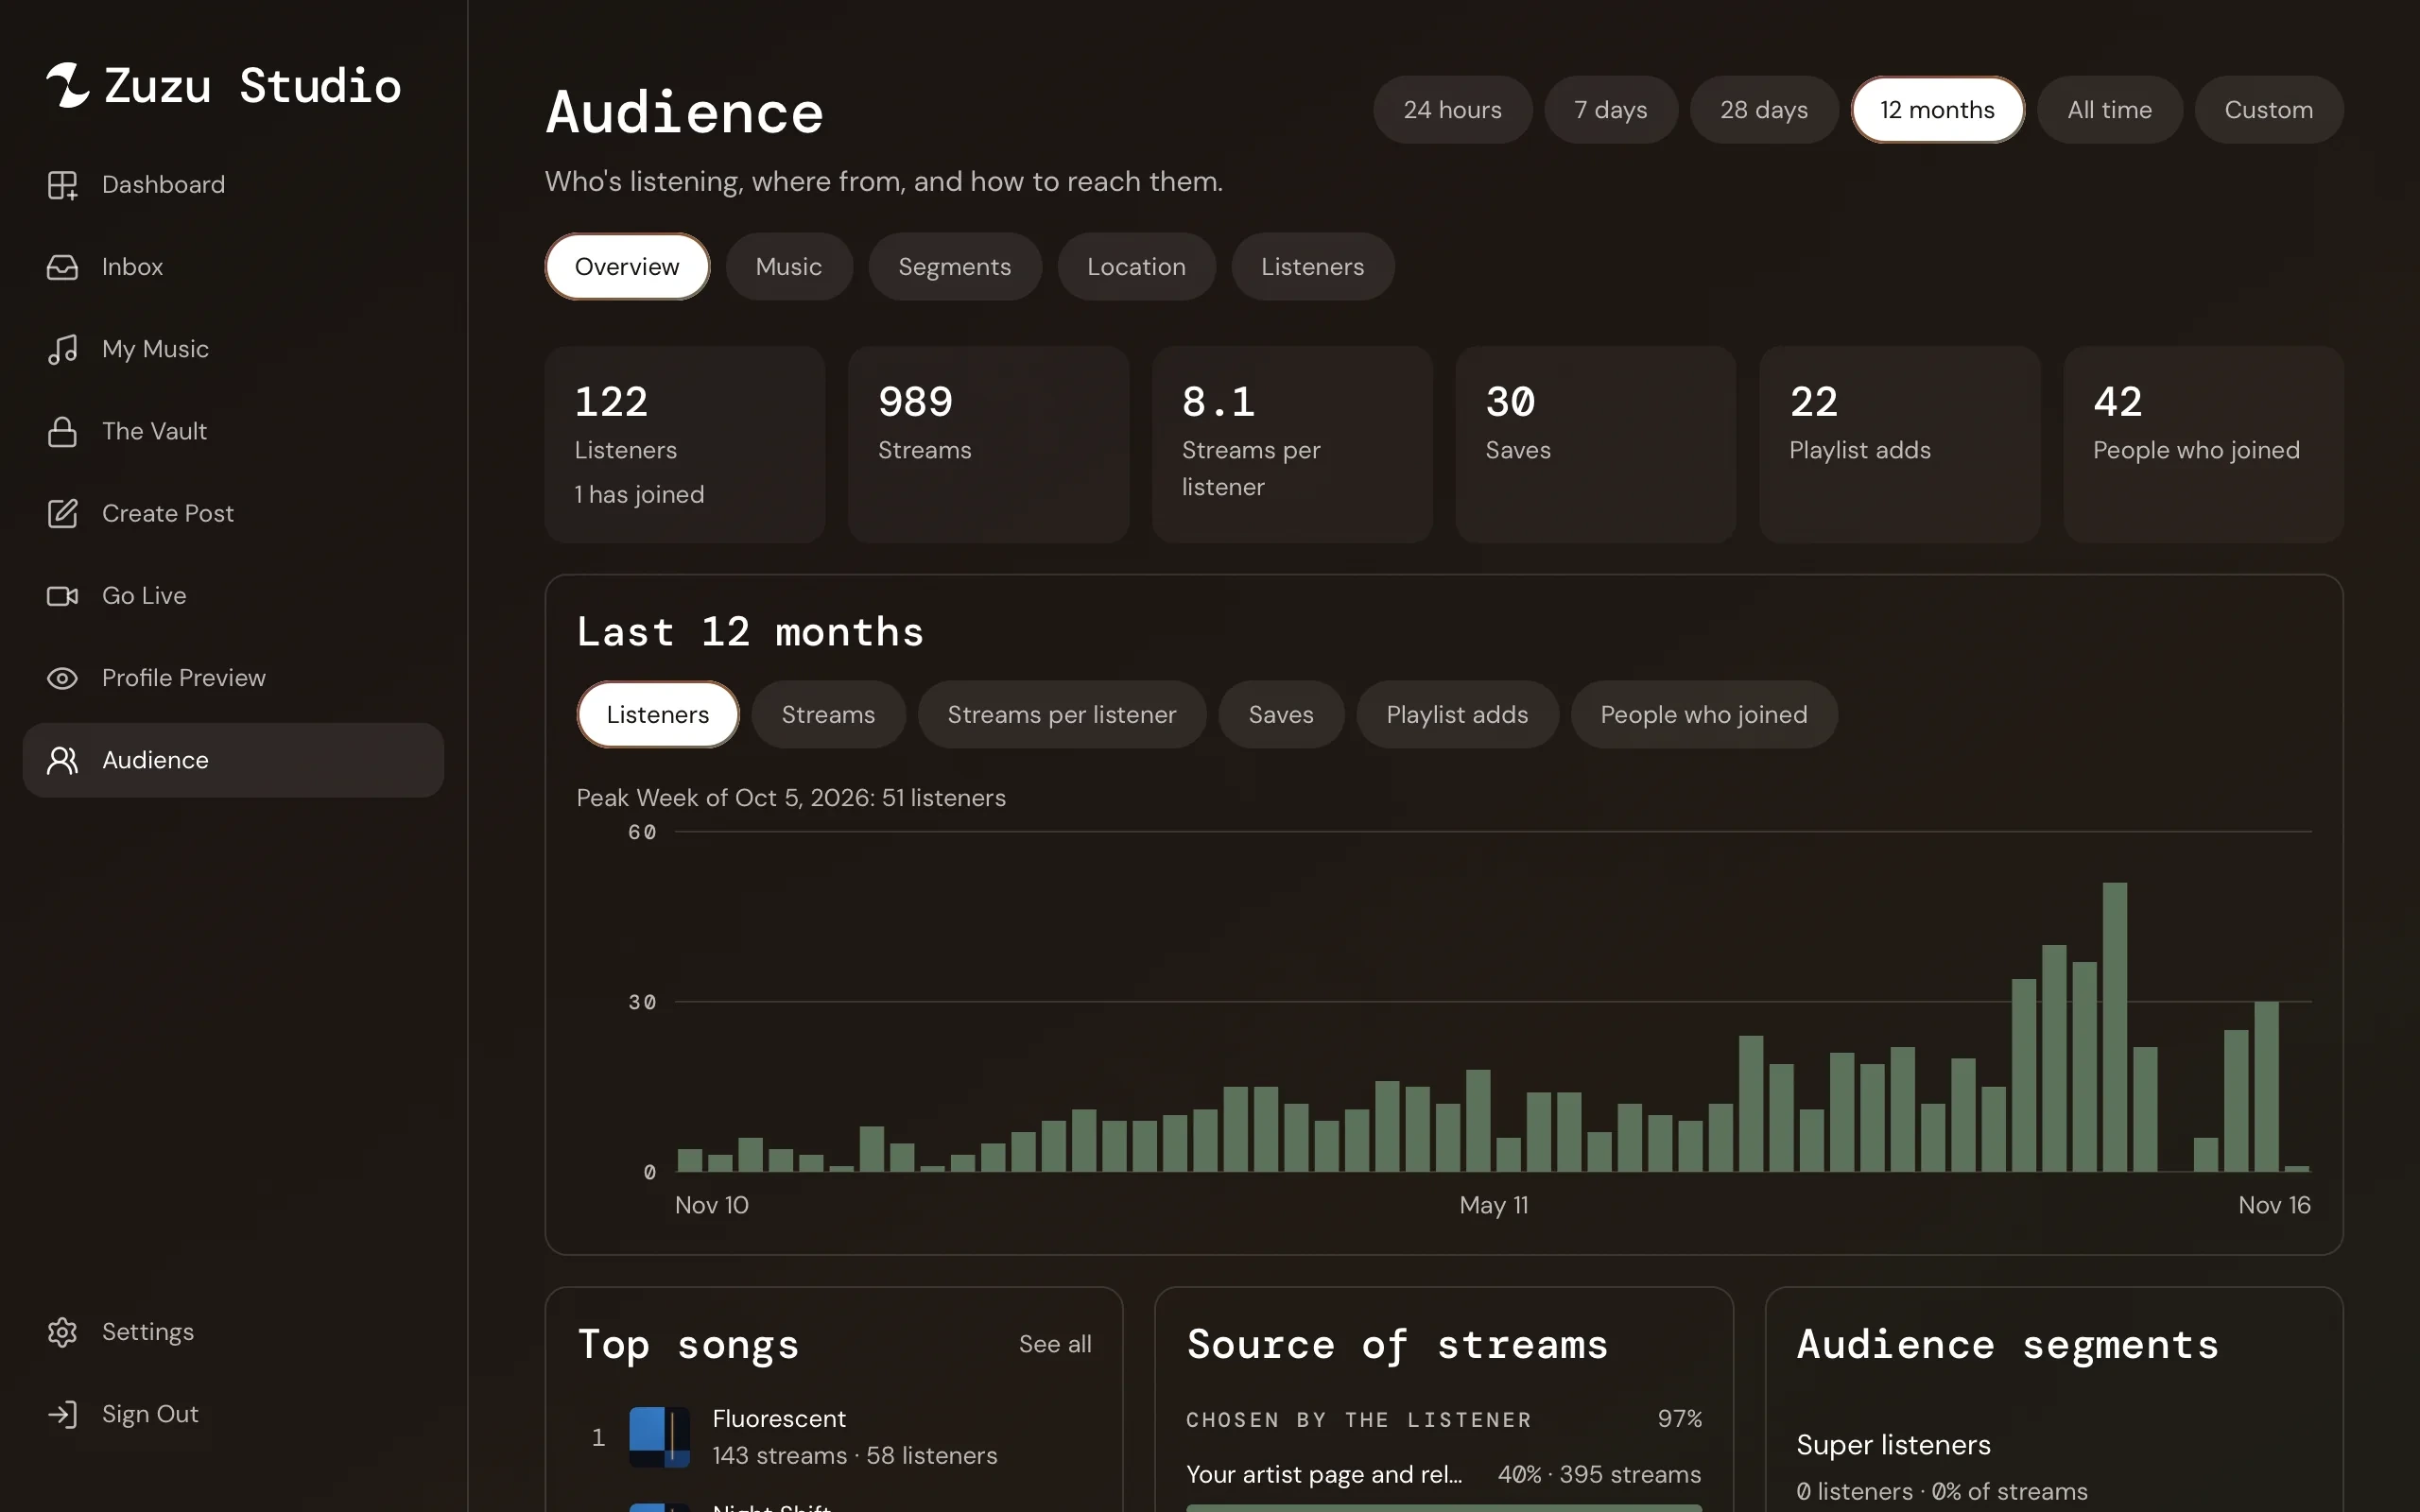 Zuzu Studio
Dashboard
Inbox
My Music
The Vault
Create Post
Go Live
Profile Preview
Audience
Settings
Sign Out
Audience
Who's listening, where from, and how to reach them.
24 hours
7 days
28 days
12 months
All time
Custom
Overview
Music
Segments
Location
Listeners
122
Listeners
1 has joined
989
Streams
8.1
Streams per
listener
30
Saves
22
Playlist adds
42
People who joined
Last 12 months
Listeners
Streams
Streams per listener
Saves
Playlist adds
People who joined
Peak Week of Oct 5, 2026: 51 listeners
60
30
0
Nov 10
May 11
Nov 16
Top songs
See all
1
Fluorescent
143 streams · 58 listeners
Night Shift
Source of streams
CHOSEN BY THE LISTENER
97%
Your artist page and rel...
40% · 395 streams
Audience segments
Super listeners
0 listeners · 0% of streams